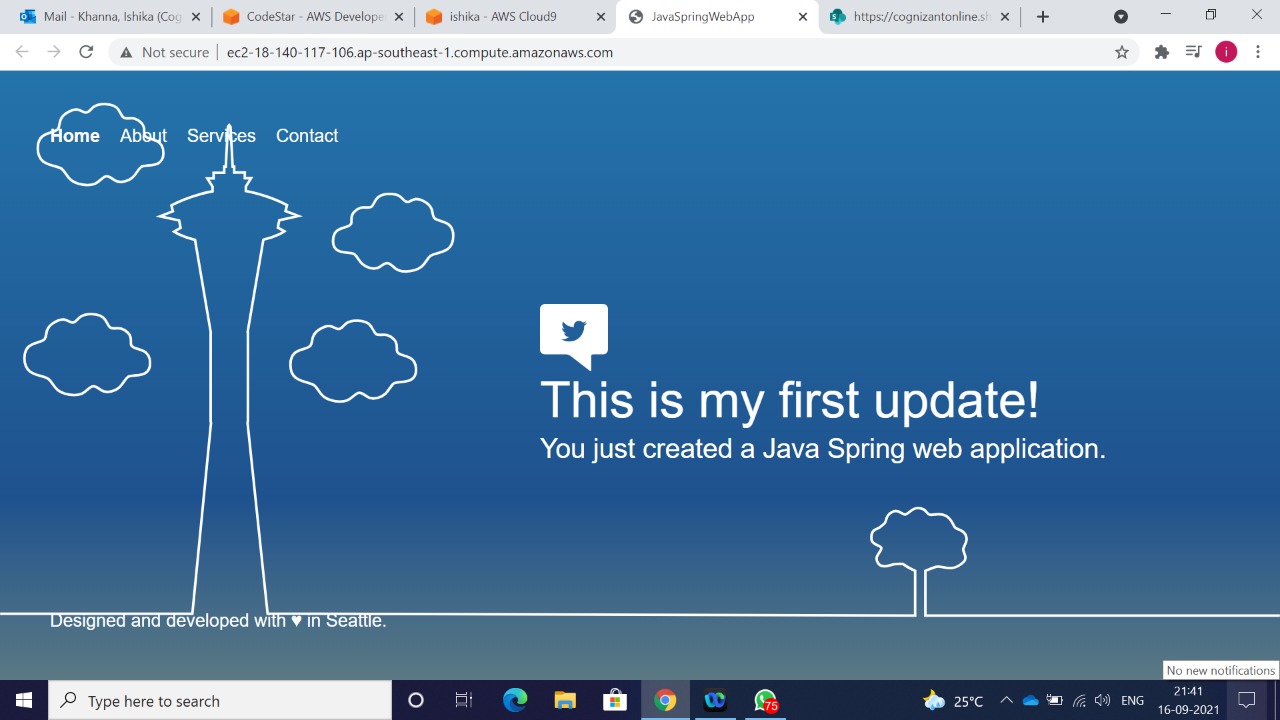 Mail - Khanna, Ishika (Cog
CodeStar - AWS Develope
ishika - AWS Cloud9
JavaSpringWebApp
https://cognizantonline.sh
Not secure
ec2-18-140-117-106.ap-southeast-1.compute.amazonaws.com
i
Home About Services Contact
This is my first update!
You just created a Java Spring web application.
Designed and developed with ♥ in Seattle.
No new notifications
Type here to search
75
25°C
ENG
21:41
16-09-2021